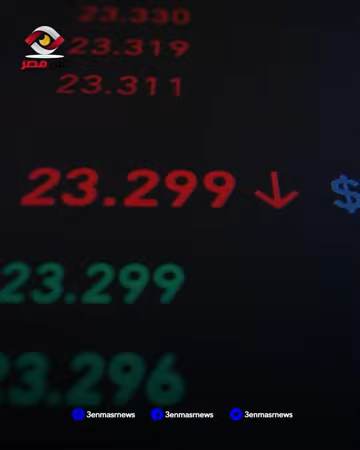 23.330
23.319
مصر
23.311
23.299 ↓ $
23.299
23.296
3enmasrnews 3enmasrnews 3enmasrnews